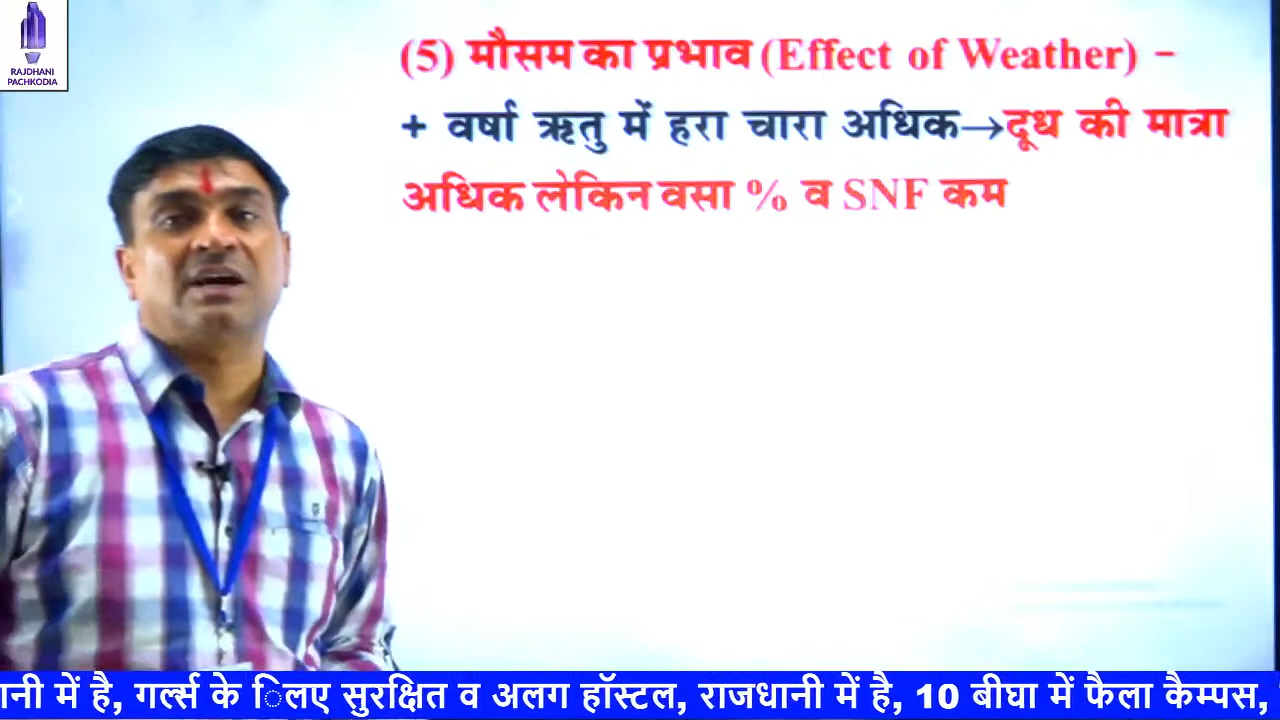 RAJDHANI
PACHKODIA
(5) मौसम का प्रभाव (Effect of Weather) -
+ वर्षा ऋतु में हरा चारा अधिक→दूध की मात्रा
अधिक लेकिन वसा % व SNF कम
नी में है, गर्ल्स के िलए सुरक्षित व अलग हॉस्टल, राजधानी में है, 10 बीघा में फैला कैम्पस,